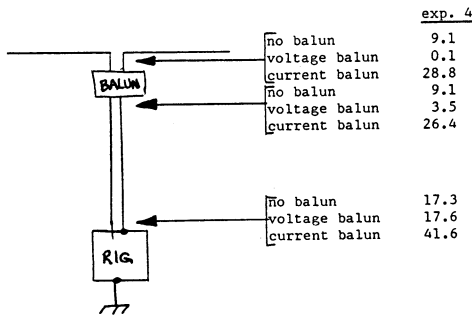 exp. 4
no balun 9.1
voltage balun 0.1
current balun 28.8
no balun 9.1
voltage balun 3.5
current balun 26.4
BALUN
no balun 17.3
voltage balun 17.6
current balun 41.6
RIG